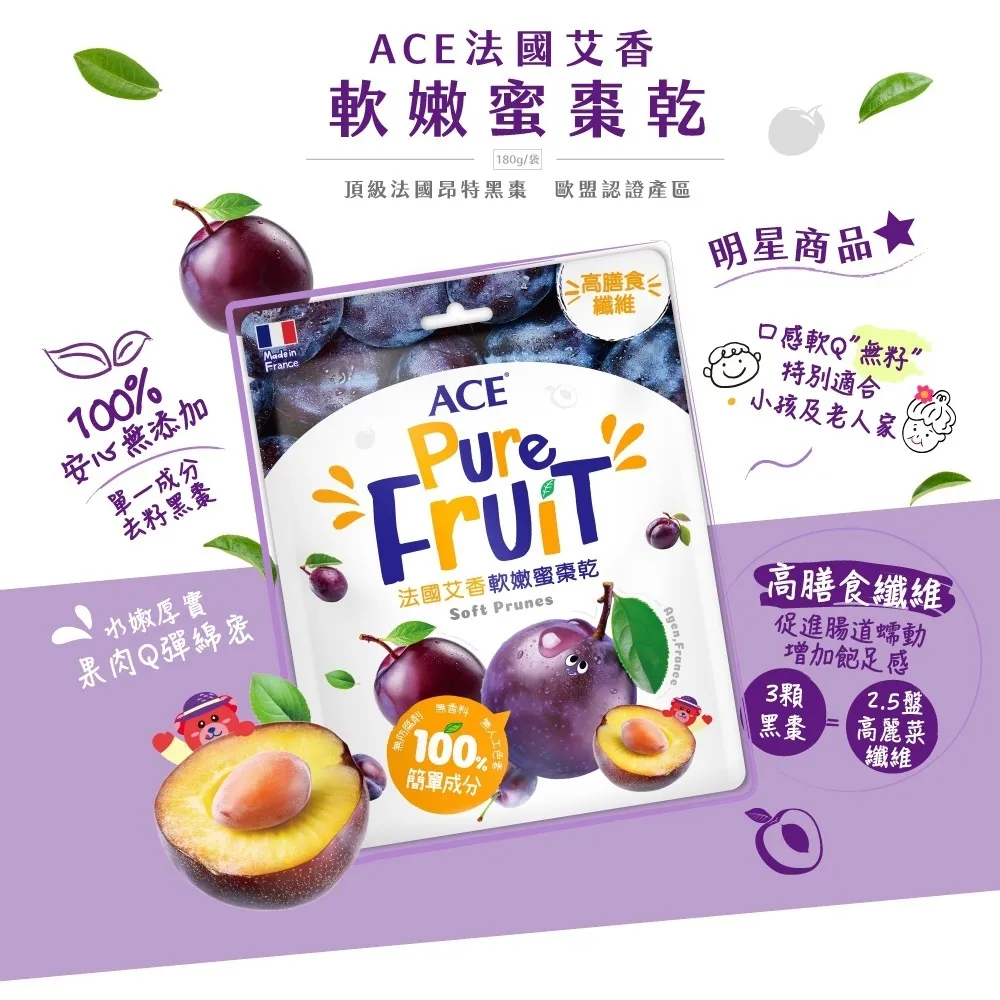 ACE法國艾香
軟嫩蜜棗乾
180g/袋
頂級法國昂特黑棗 歐盟認證產區
明星商品
口感軟Q"無籽"
特別適合
小孩及老人家
100%
安心無添加
單一成分
去籽黑棗
高膳食
纖維
Made in
France
ACE®
Pure
FRUiT
法國艾香軟嫩蜜棗乾
Soft Prunes
Agen,France
無防腐劑 無香料 無人工色素
100%
簡單成分
水嫩厚實
果肉Q彈綿密
高膳食纖維
促進腸道蠕動
增加飽足感
3顆
黑棗
=
2.5盤
高麗菜
纖維